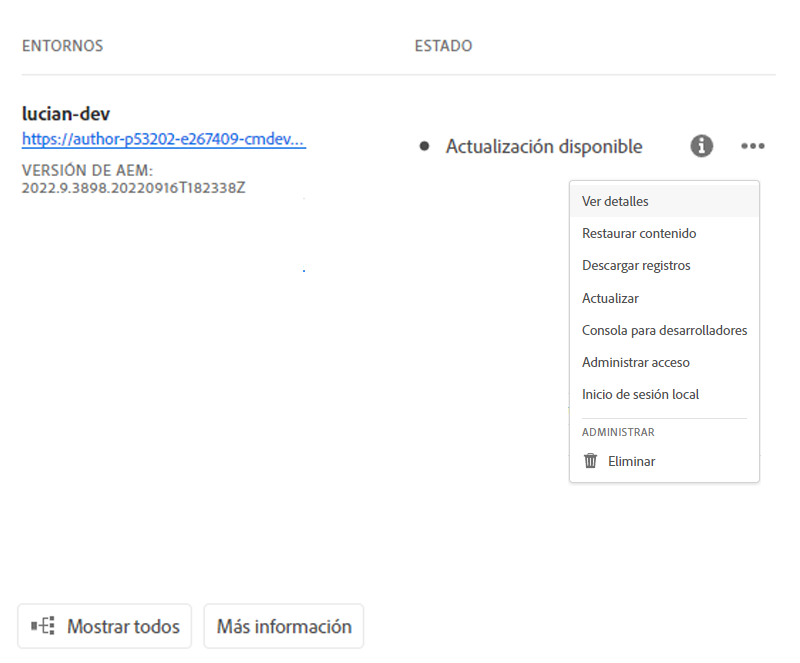 ENTORNOS
ESTADO
lucian-dev
https://author-p53202-e267409-cmdev...
Actualización disponible
VERSIÓN DE AEM:
2022.9.3898.20220916T182338Z
Ver detalles
Restaurar contenido
Descargar registros
Actualizar
Consola para desarrolladores
Administrar acceso
Inicio de sesión local
ADMINISTRAR
Eliminar
Mostrar todos
Más información